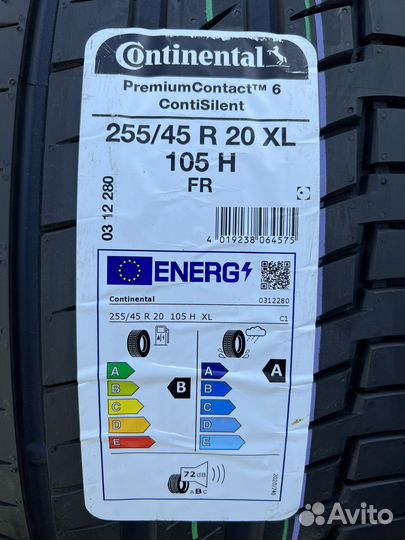 Continental
PremiumContact™ 6
ContiSilent
255/45 R 20 XL
105 H
FR
03 12 280
4 019238 064575
ENERG
Continental
0312280
255/45 R 20 105 H XL
C1
A
B
C
D
E
B
A
B
C
D
E
A
72 dB
ABC
2020/740
Avito